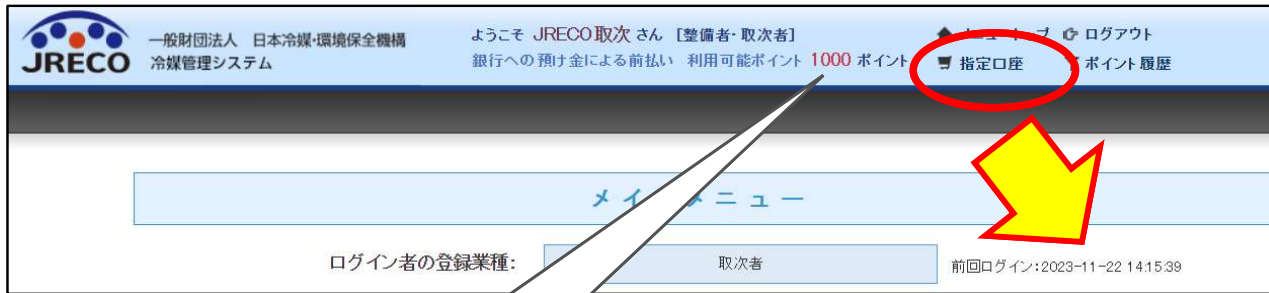 JRECO
一般財団法人 日本冷媒・環境保全機構
冷媒管理システム
ようこそ JRECO取次 さん [整備者・取次者]
ログアウト
銀行への預け金による前払い 利用可能ポイント 1000 ポイント
指定口座
ポイント履歴
メインメニュー
ログイン者の登録業種:
取次者
前回ログイン:2023-11-22 14:15:39